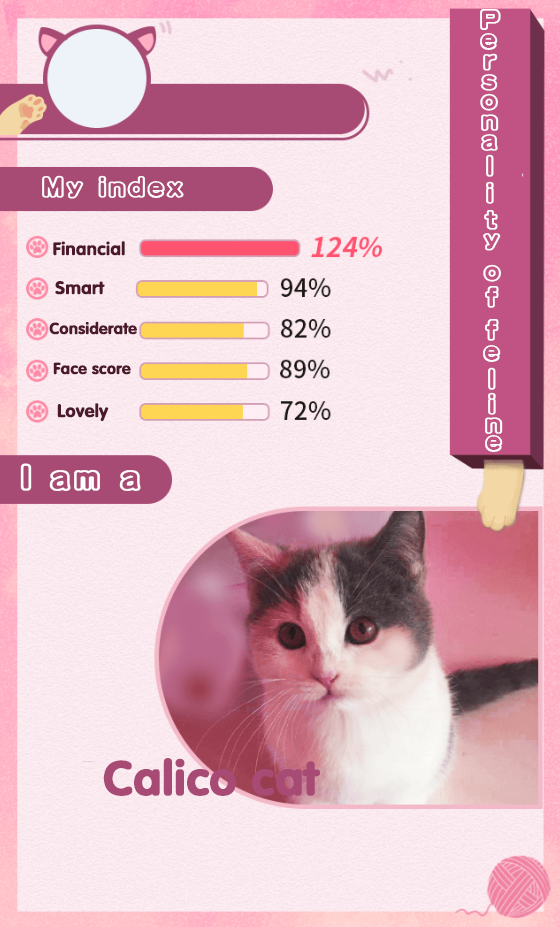 Personality of feline
My index
Financial 124%
Smart 94%
Considerate 82%
Face score 89%
Lovely 72%
I am a
Calico cat